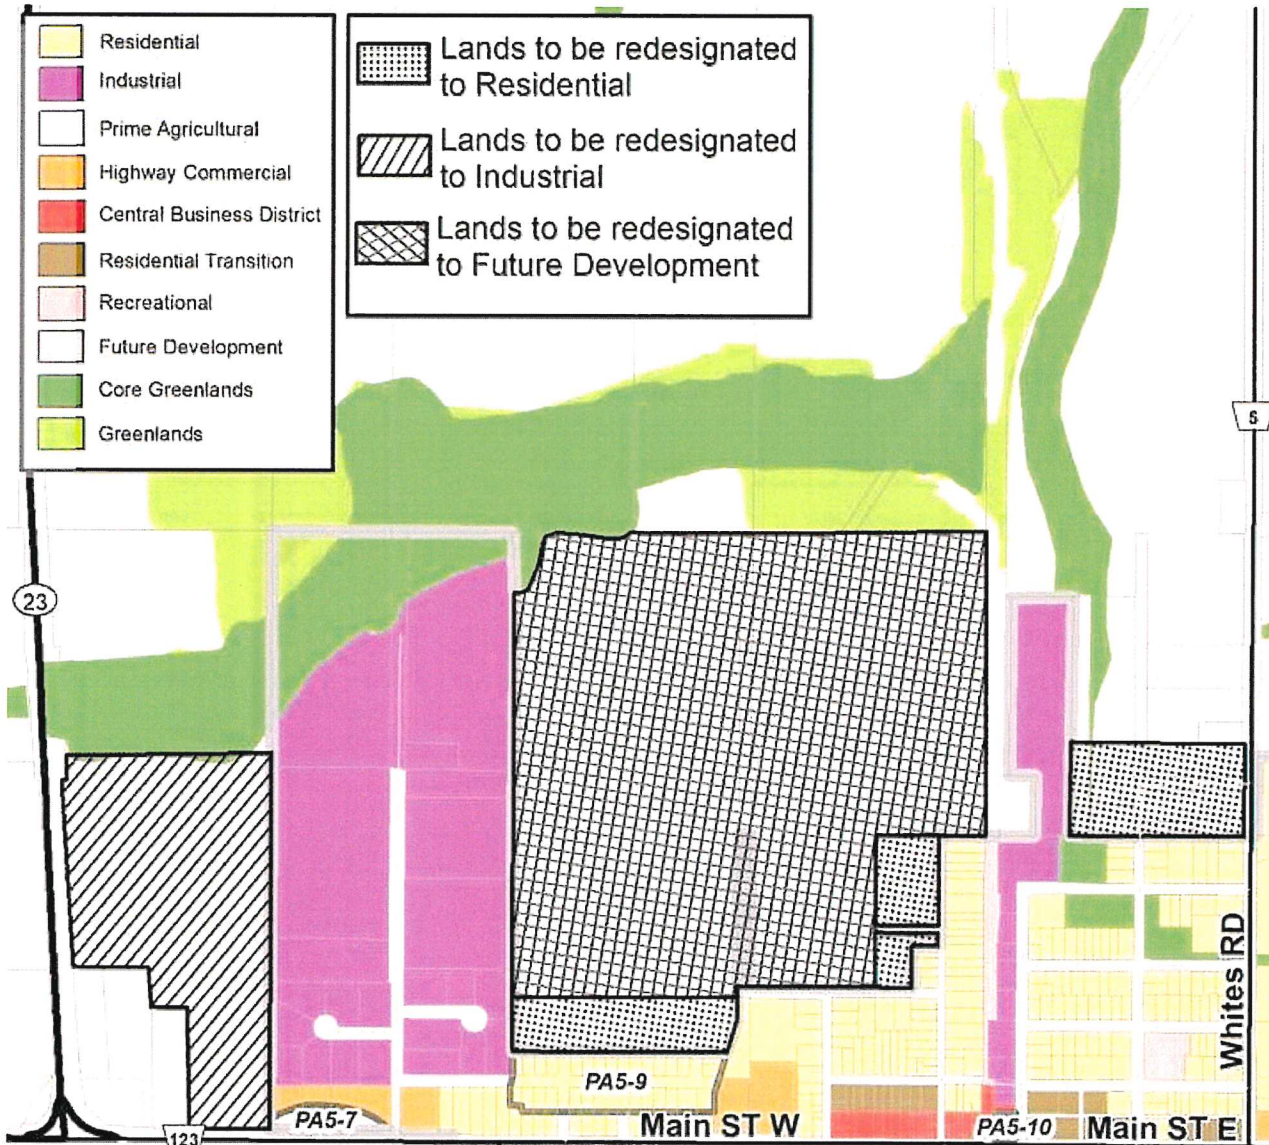 Residential
Industrial
Prime Agricultural
Highway Commercial
Central Business District
Residential Transition
Recreational
Future Development
Core Greenlands
Greenlands
Lands to be redesignated
to Residential
Lands to be redesignated
to Industrial
Lands to be redesignated
to Future Development
6
23
Whites RD
PA5-9
PA5-7
Main ST W
PA5-10
Main ST E
123